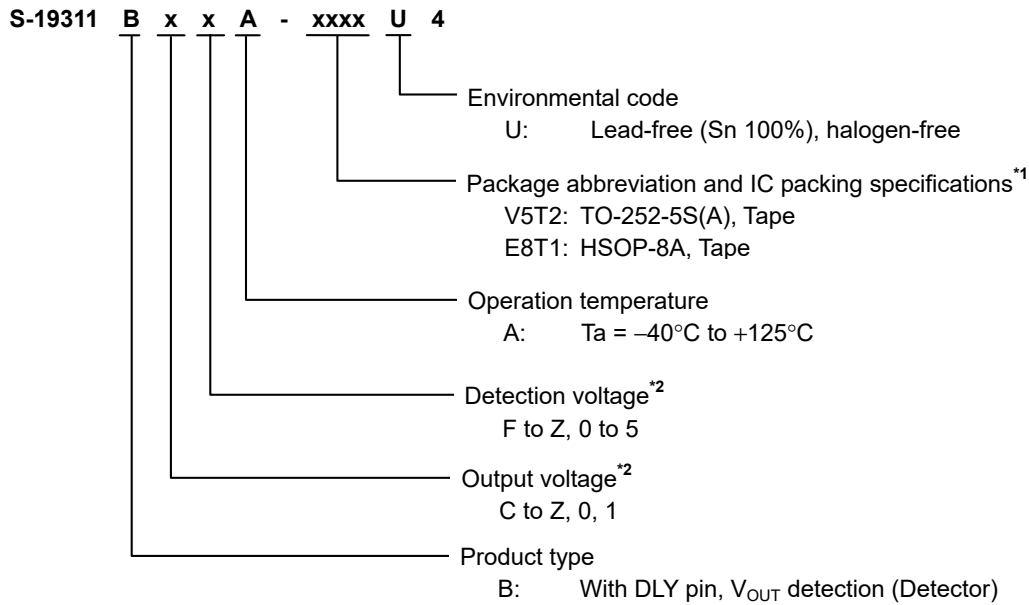 S-19311 B x x A - xxxx U 4
Environmental code
U: Lead-free (Sn 100%), halogen-free
Package abbreviation and IC packing specifications*1
V5T2: TO-252-5S(A), Tape
E8T1: HSOP-8A, Tape
Operation temperature
A: Ta = −40°C to +125°C
Detection voltage*2
F to Z, 0 to 5
Output voltage*2
C to Z, 0, 1
Product type
B: With DLY pin, VOUT detection (Detector)